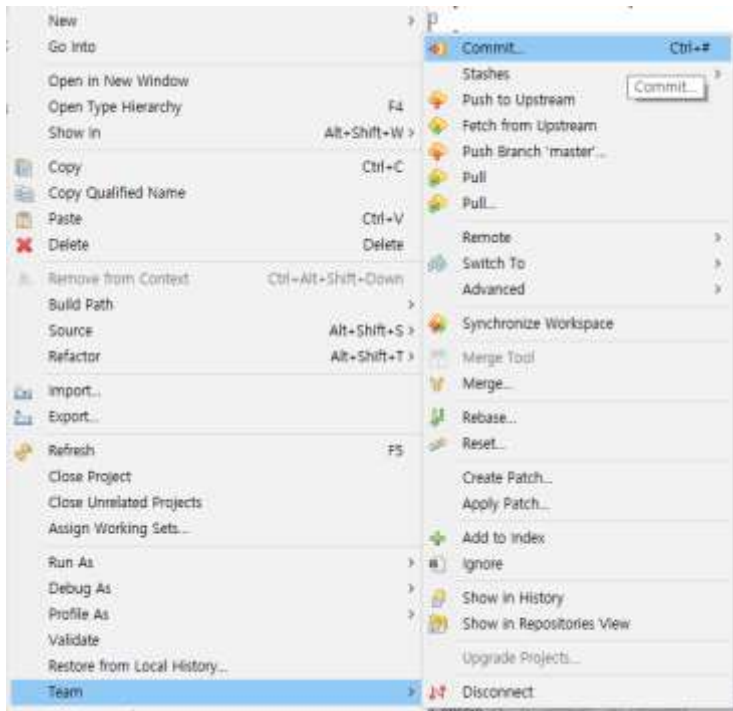 New
Go Into
Open in New Window
Open Type Hierarchy F4
Show In Alt+Shift+W >
Copy Ctrl+C
Copy Qualified Name
Paste Ctrl+V
Delete Delete
Remove from Context Ctrl+Alt+Shift+Down
Build Path >
Source Alt+Shift+S >
Refactor Alt+Shift+T >
Import...
Export...
Refresh F5
Close Project
Close Unrelated Projects
Assign Working Sets...
Run As >
Debug As >
Profile As >
Validate
Restore from Local History...
Team >
Commit... Ctrl+#
Stashes >
Commit...
Push to Upstream
Fetch from Upstream
Push Branch 'master'...
Pull
Pull...
Remote >
Switch To >
Advanced >
Synchronize Workspace
Merge Tool
Merge...
Rebase...
Reset...
Create Patch...
Apply Patch...
Add to Index
Ignore
Show in History
Show in Repositories View
Upgrade Projects...
Disconnect